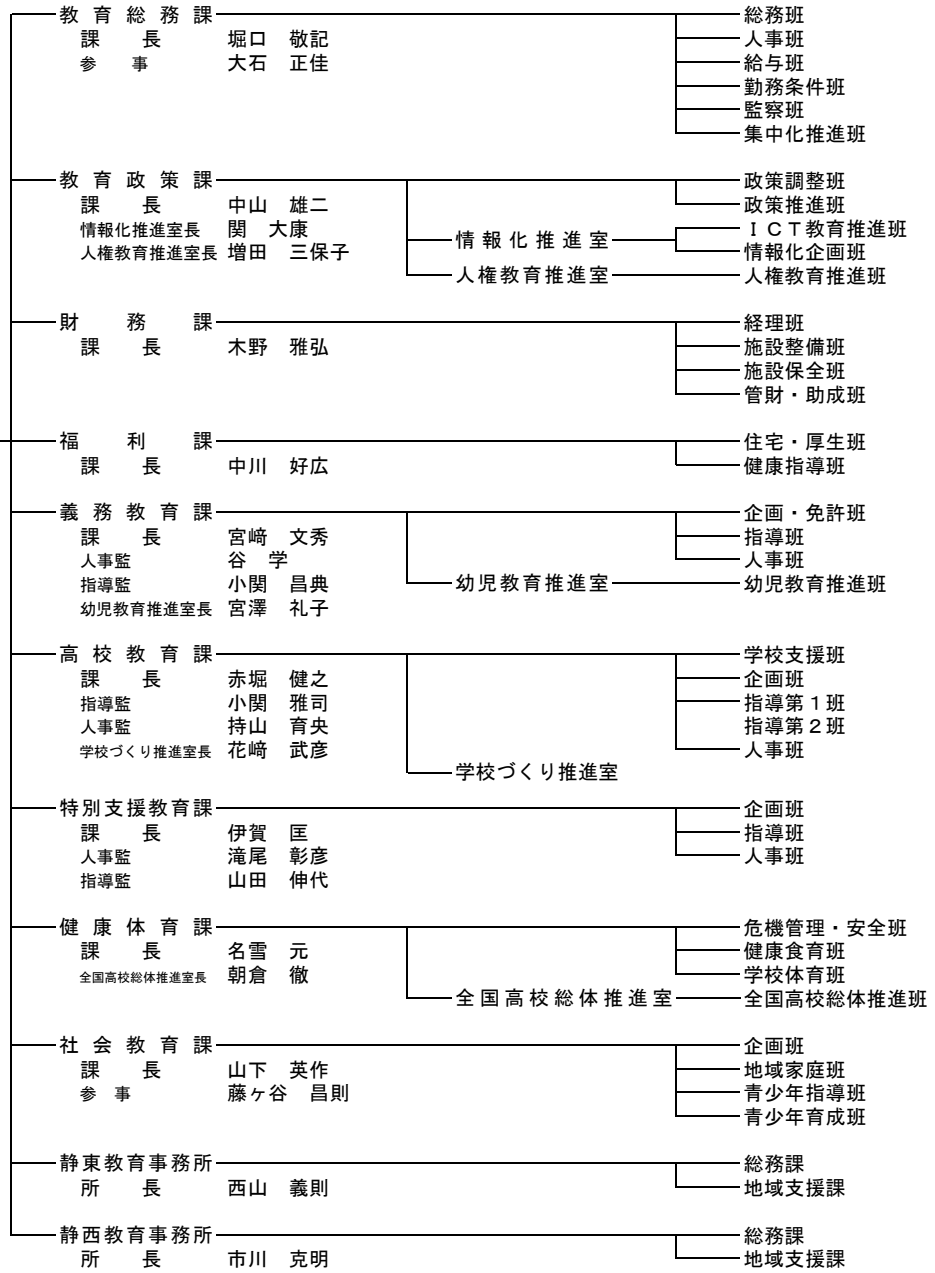 教育総務課 総務班
課長 堀口 敬記 人事班
参事 大石 正佳 給与班
勤務条件班
監察班
集中化推進班
教育政策課 政策調整班
課長 中山 雄二 政策推進班
情報化推進室長 関 大康 情報化推進室 ＩＣＴ教育推進班
情報化企画班
人権教育推進室長 増田 三保子 人権教育推進室 人権教育推進班
財務課 経理班
課長 木野 雅弘 施設整備班
施設保全班
管財・助成班
福利課 住宅・厚生班
課長 中川 好広 健康指導班
義務教育課 企画・免許班
課長 宮﨑 文秀 指導班
人事監 谷 学 人事班
指導監 小関 昌典 幼児教育推進室 幼児教育推進班
幼児教育推進室長 宮澤 礼子
高校教育課 学校支援班
課長 赤堀 健之 企画班
指導監 小関 雅司 指導第１班
人事監 持山 育央 指導第２班
学校づくり推進室長 花﨑 武彦 人事班
学校づくり推進室
特別支援教育課 企画班
課長 伊賀 匡 指導班
人事監 滝尾 彰彦 人事班
指導監 山田 伸代
健康体育課 危機管理・安全班
課長 名雪 元 健康食育班
全国高校総体推進室長 朝倉 徹 学校体育班
全国高校総体推進室 全国高校総体推進班
社会教育課 企画班
課長 山下 英作 地域家庭班
参事 藤ヶ谷 昌則 青少年指導班
青少年育成班
静東教育事務所 総務課
所長 西山 義則 地域支援課
静西教育事務所 総務課
所長 市川 克明 地域支援課